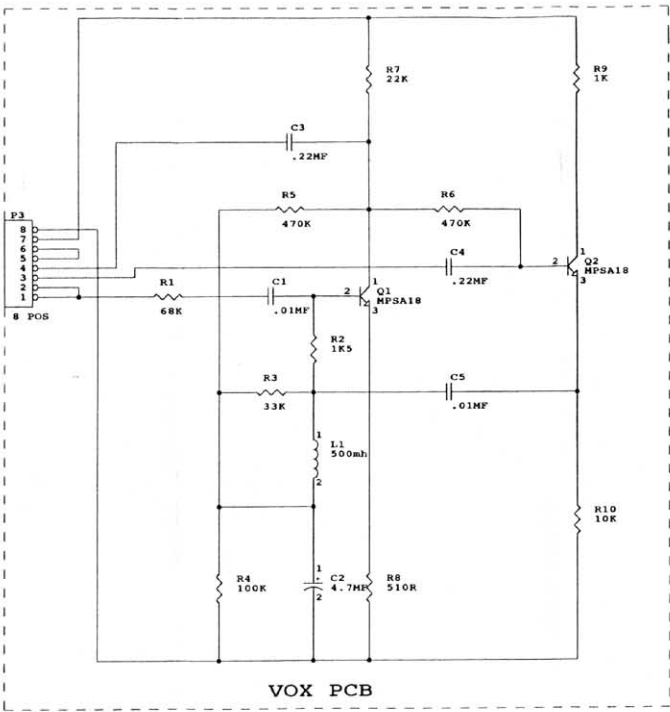 R7
22K
R9
1K
C3
.22MF
P3
R5
470K
R6
470K
8
7
6
5
4
3
2
1
8 POS
C4
.22MF
2
1
Q2
MPSA18
3
R1
68K
C1
.01MF
2
1
Q1
MPSA18
3
R2
1K5
R3
33K
C5
.01MF
1
L1
500mh
2
R10
10K
R4
100K
1
+
C2
4.7MF
2
R8
510R
VOX PCB